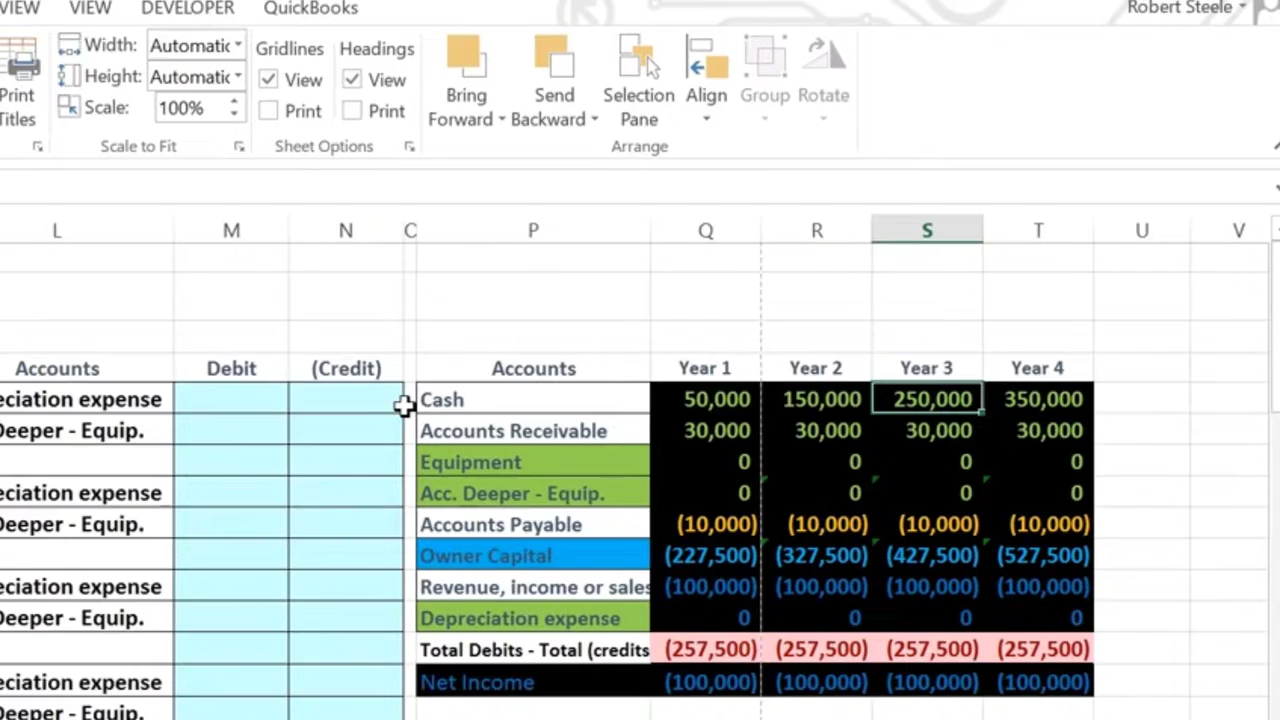 VIEW VIEW DEVELOPER QuickBooks Robert Steele
Print Titles
Width: Automatic
Height: Automatic
Scale: 100%
Scale to Fit
Gridlines Headings
View View
Print Print
Sheet Options
Bring Forward
Send Backward
Selection Pane
Align
Group
Rotate
Arrange
L M N C P Q R S T U V
Accounts Debit (Credit) Accounts Year 1 Year 2 Year 3 Year 4
eciation expense Cash 50,000 150,000 250,000 350,000
Deeper - Equip. Accounts Receivable 30,000 30,000 30,000 30,000
Equipment 0 0 0 0
eciation expense Acc. Deeper - Equip. 0 0 0 0
Deeper - Equip. Accounts Payable (10,000) (10,000) (10,000) (10,000)
Owner Capital (227,500) (327,500) (427,500) (527,500)
eciation expense Revenue, income or sales (100,000) (100,000) (100,000) (100,000)
Deeper - Equip. Depreciation expense 0 0 0 0
Total Debits - Total (credits (257,500) (257,500) (257,500) (257,500)
eciation expense Net Income (100,000) (100,000) (100,000) (100,000)
Deeper - Equip.